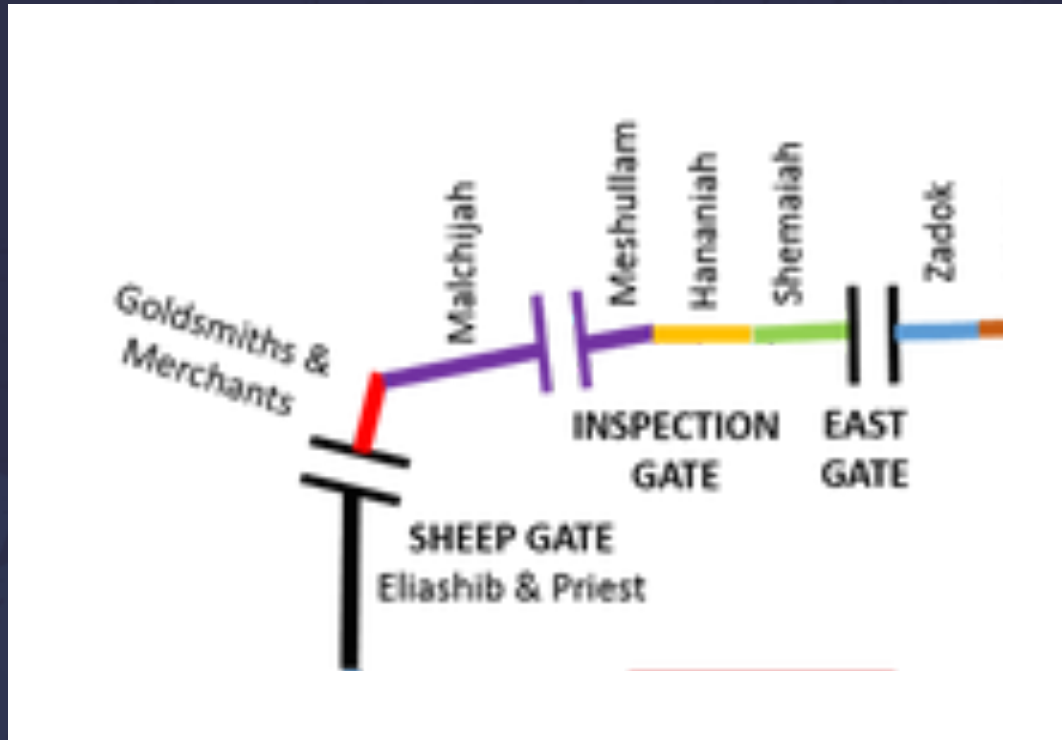 Goldsmiths &
Merchants
Malchijah
Meshullam
Hananiah
Shemaiah
Zadok
INSPECTION
GATE
EAST
GATE
SHEEP GATE
Eliashib & Priest